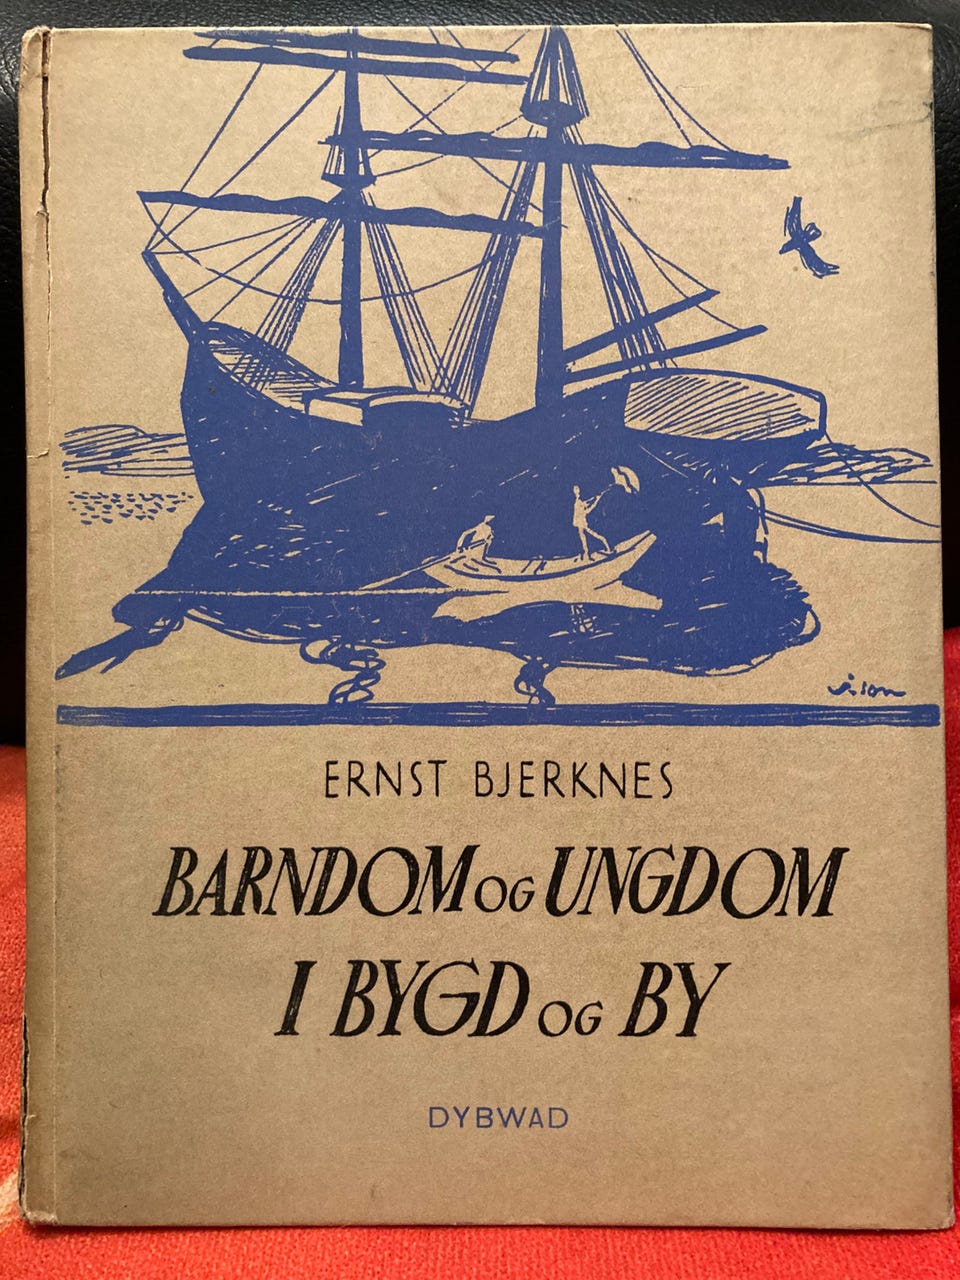 ERNST BJERKNES
BARNDOM OG UNGDOM
I BYGD OG BY
DYBWAD